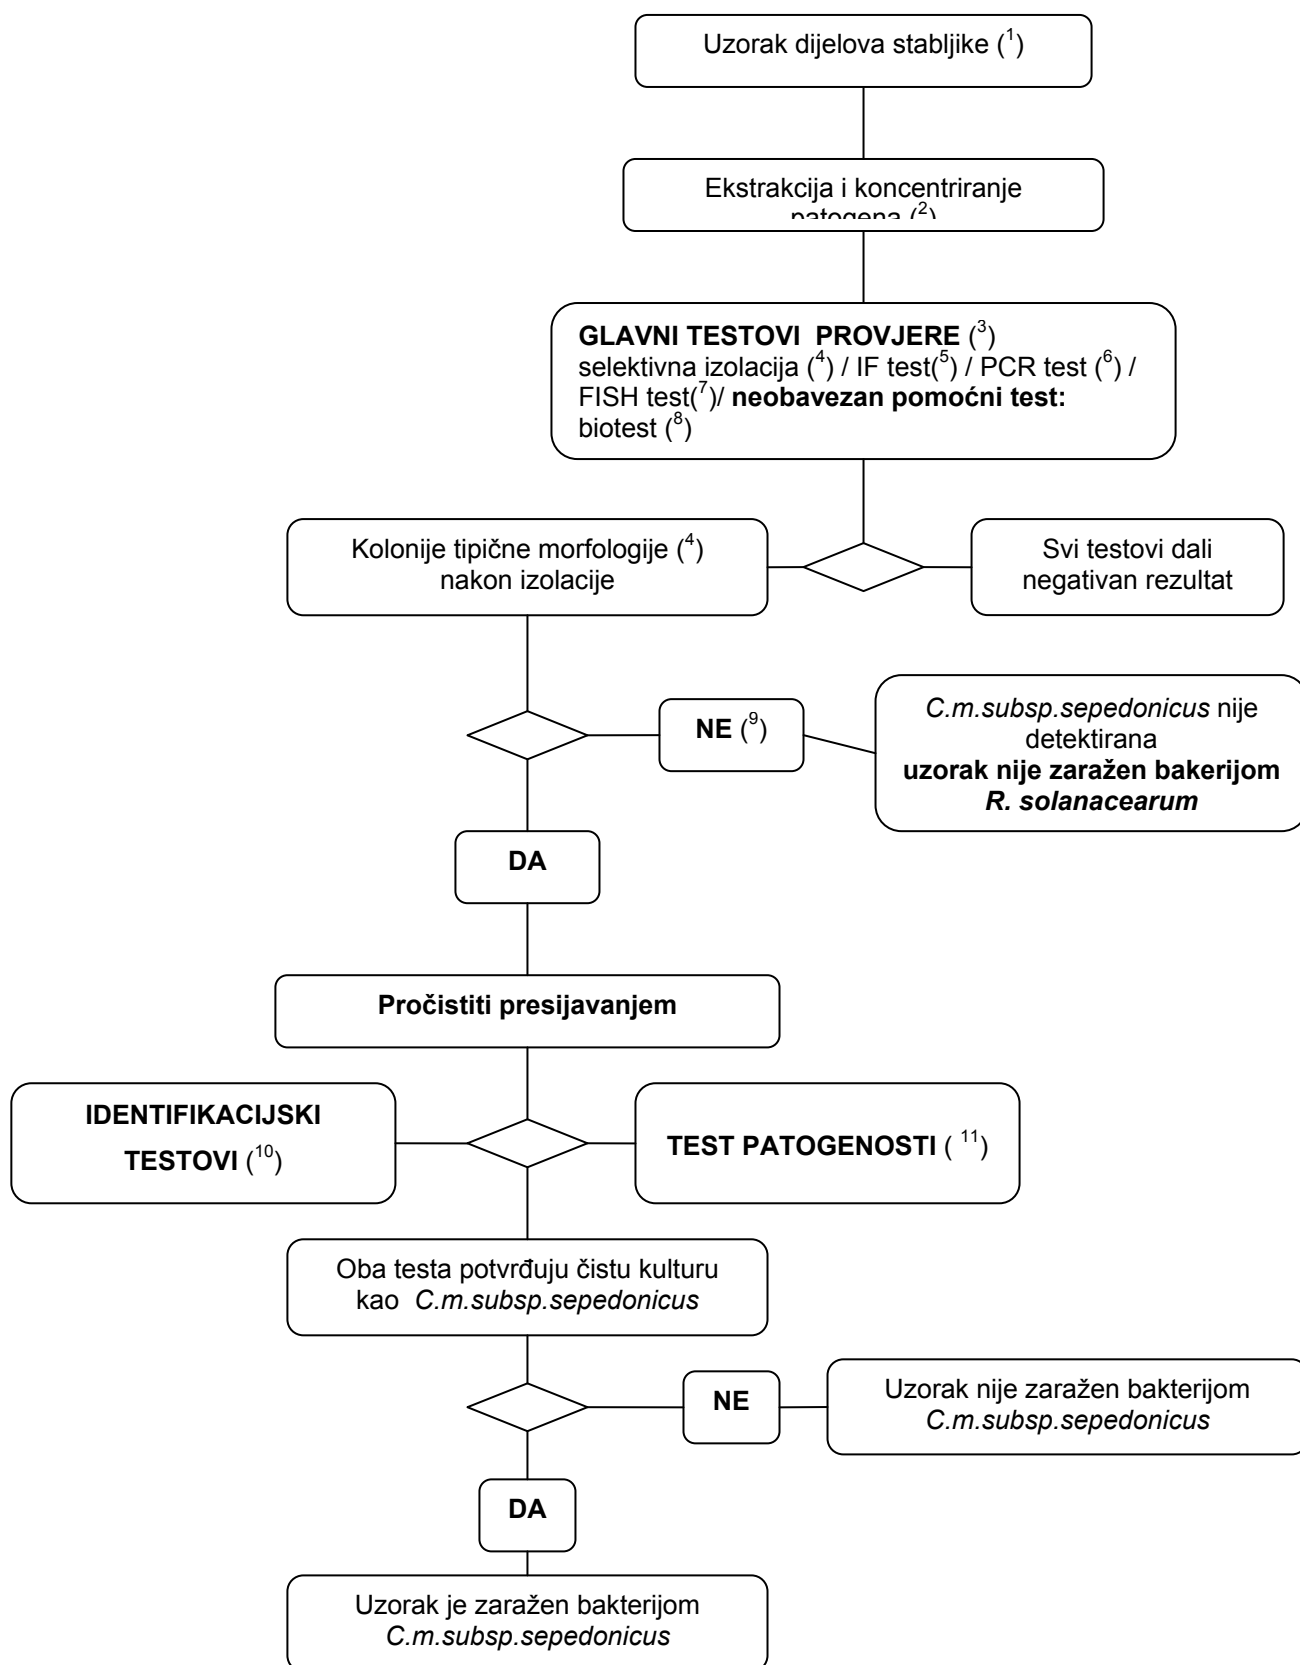 Uzorak dijelova stabljike (1)
Ekstrakcija i koncentriranje
patogena (2)
GLAVNI TESTOVI PROVJERE (3)
selektivna izolacija (4) / IF test(5) / PCR test (6) /
FISH test(7)/ neobavezan pomoćni test:
biotest (8)
Kolonije tipične morfologije (4)
nakon izolacije
Svi testovi dali
negativan rezultat
NE (9)
C.m.subsp.sepedonicus nije
detektirana
uzorak nije zaražen bakerijom
R. solanacearum
DA
Pročistiti presijavanjem
IDENTIFIKACIJSKI
TESTOVI (10)
TEST PATOGENOSTI ( 11)
Oba testa potvrđuju čistu kulturu
kao C.m.subsp.sepedonicus
NE
Uzorak nije zaražen bakterijom
C.m.subsp.sepedonicus
DA
Uzorak je zaražen bakterijom
C.m.subsp.sepedonicus